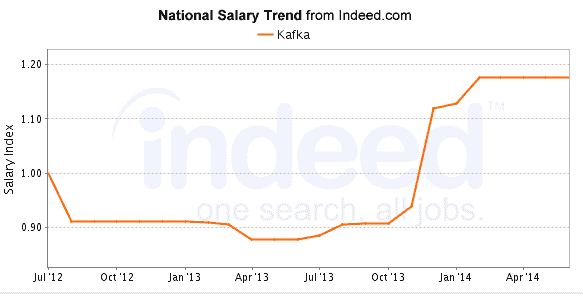 National Salary Trend from Indeed.com
Kafka
1.20
1.10
1.00
0.90
Salary Index
indeed™
one search. all jobs.
Jul '12 Oct '12 Jan '13 Apr '13 Jul '13 Oct '13 Jan '14 Apr '14